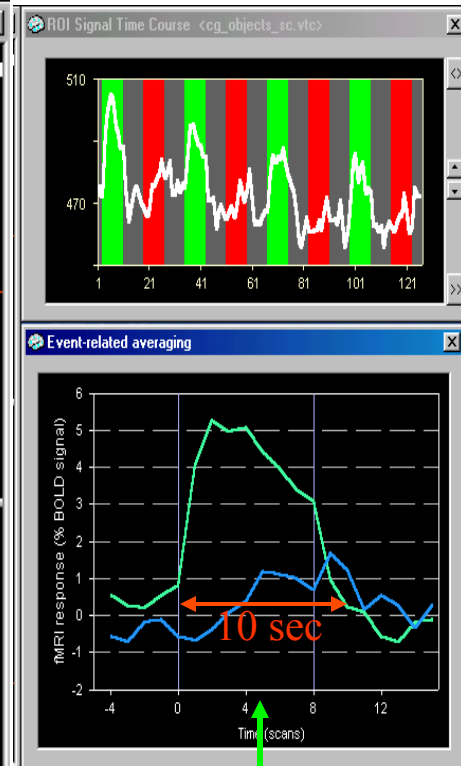 ROI Signal Time Course <cg_objects_sc.vtc>
X
<>
510
470
1 21 41 61 81 101 121
>>
Event-related averaging
X
6
5
4
3
2
1
0
-1
-2
fMRI response (% BOLD signal)
10 sec
-4 0 4 8 12
Time (scans)